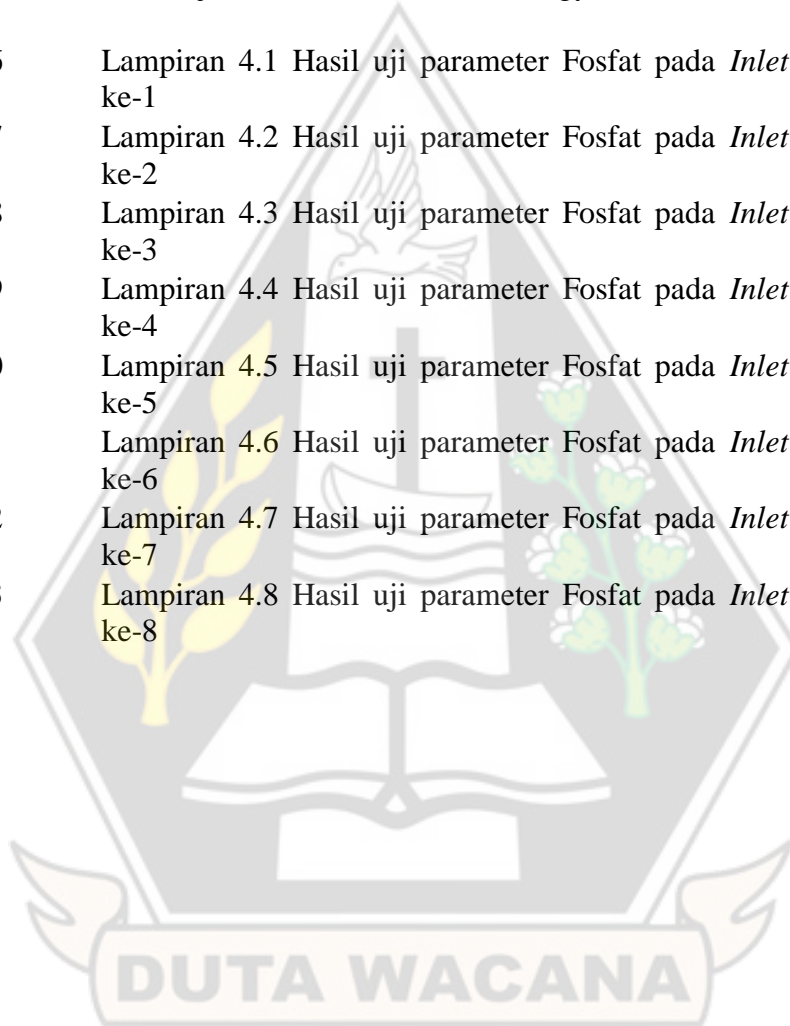 Lampiran 4.1 Hasil uji parameter Fosfat pada Inlet
ke-1
Lampiran 4.2 Hasil uji parameter Fosfat pada Inlet
ke-2
Lampiran 4.3 Hasil uji parameter Fosfat pada Inlet
ke-3
Lampiran 4.4 Hasil uji parameter Fosfat pada Inlet
ke-4
Lampiran 4.5 Hasil uji parameter Fosfat pada Inlet
ke-5
Lampiran 4.6 Hasil uji parameter Fosfat pada Inlet
ke-6
Lampiran 4.7 Hasil uji parameter Fosfat pada Inlet
ke-7
Lampiran 4.8 Hasil uji parameter Fosfat pada Inlet
ke-8
DUTA WACANA